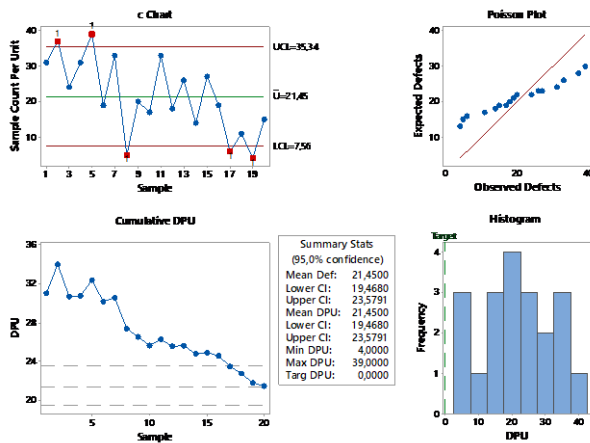 c Chart
Sample Count Per Unit
40
30
20
10
1
1
1
1
1
UCL=35,34
U=21,45
LCL=7,56
1 3 5 7 9 11 13 15 17 19
Sample
Poisson Plot
Expected Defects
40
30
20
10
0
0 20 40
Observed Defects
Cumulative DPU
DPU
36
32
28
24
20
5 10 15 20
Sample
Summary Stats
(95,0% confidence)
Mean Def: 21,4500
Lower CI: 19,4680
Upper CI: 23,5791
Mean DPU: 21,4500
Lower CI: 19,4680
Upper CI: 23,5791
Min DPU: 4,0000
Max DPU: 39,0000
Targ DPU: 0,0000
Histogram
Target
Frequency
4
3
2
1
0 10 20 30 40
DPU